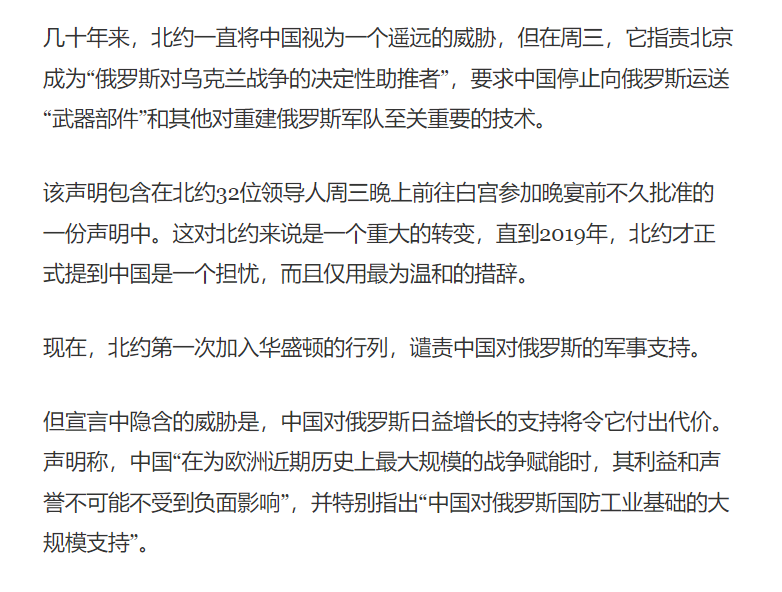 几十年来，北约一直将中国视为一个遥远的威胁，但在周三，它指责北京
成为“俄罗斯对乌克兰战争的决定性助推者”，要求中国停止向俄罗斯运送
“武器部件”和其他对重建俄罗斯军队至关重要的技术。
该声明包含在北约32位领导人周三晚上前往白宫参加晚宴前不久批准的
一份声明中。这对北约来说是一个重大的转变，直到2019年，北约才正
式提到中国是一个担忧，而且仅用最为温和的措辞。
现在，北约第一次加入华盛顿的行列，谴责中国对俄罗斯的军事支持。
但宣言中隐含的威胁是，中国对俄罗斯日益增长的支持将令它付出代价。
声明称，中国“在为欧洲近期历史上最大规模的战争赋能时，其利益和声
誉不可能不受到负面影响”，并特别指出“中国对俄罗斯国防工业基础的大
规模支持”。